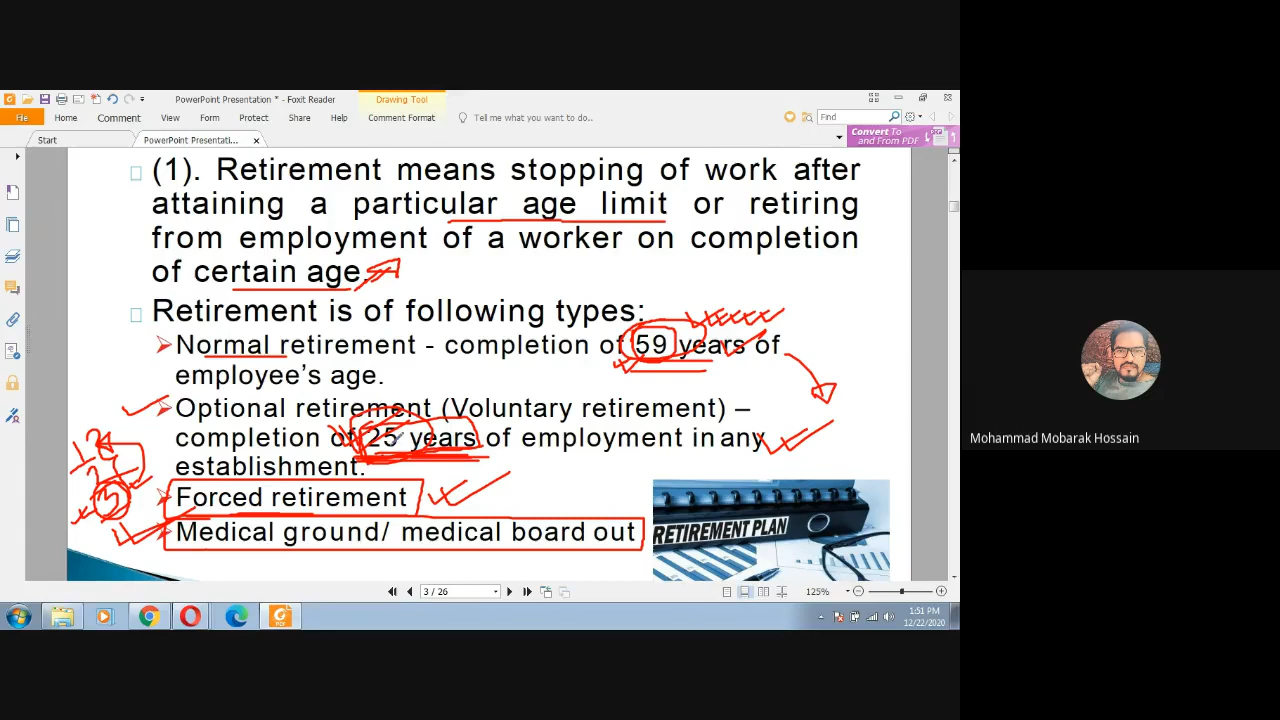 PowerPoint Presentation * - Foxit Reader
Drawing Tool
File
Home
Comment
View
Form
Protect
Share
Help
Comment Format
Tell me what you want to do..
Find
Start
PowerPoint Presentati...
Convert To
and From PDF
(1). Retirement means stopping of work after
attaining a particular age limit or retiring
from employment of a worker on completion
of certain age.
Retirement is of following types:
Normal retirement - completion of 59 years of
employee's age.
Optional retirement (Voluntary retirement) –
completion of 25 years of employment in any
establishment.
Forced retirement
Medical ground/ medical board out
RETIREMENT PLAN
Mohammad Mobarak Hossain
3 / 26
125%
1:51 PM
12/22/2020